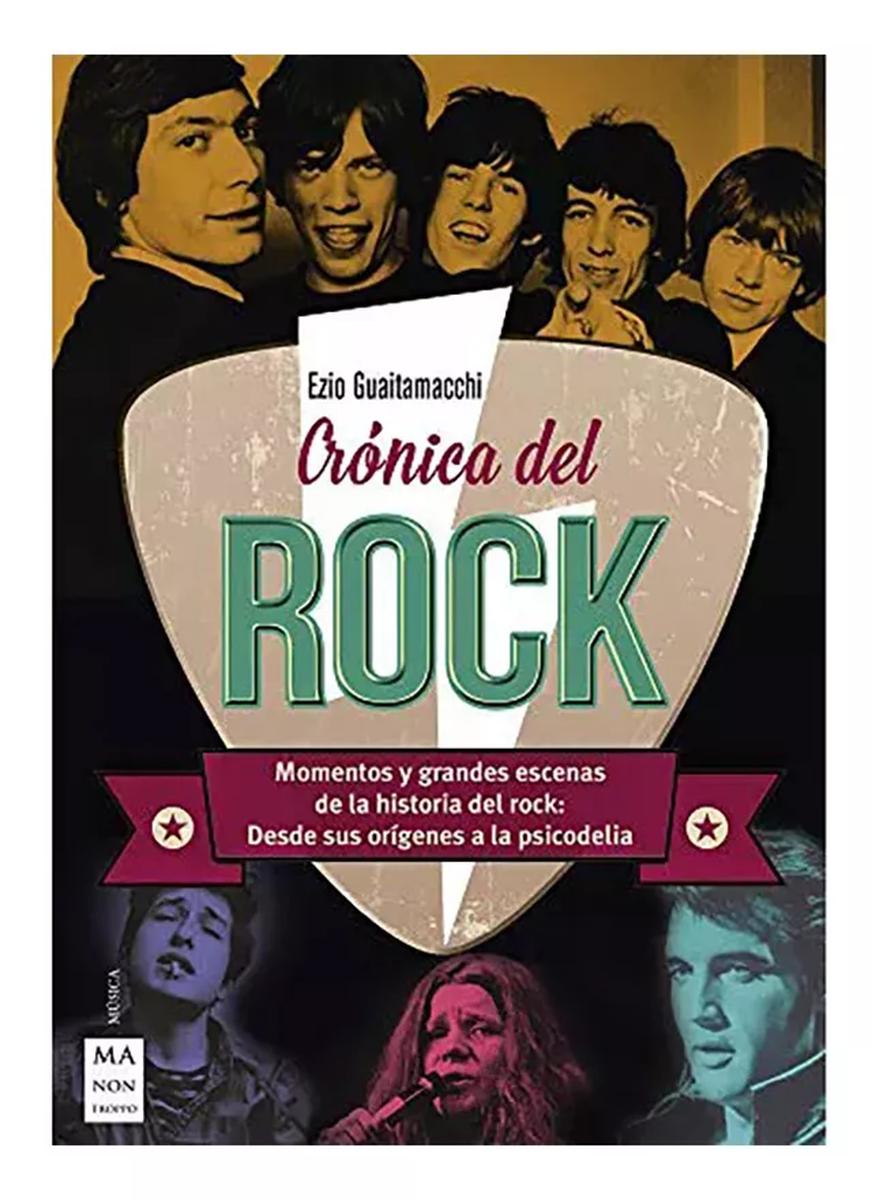 Ezio Guaitamacchi
Crónica del
ROCK
Momentos y grandes escenas
de la historia del rock:
Desde sus orígenes a la psicodelia
MÚSICA
MA
NON
TROPPO